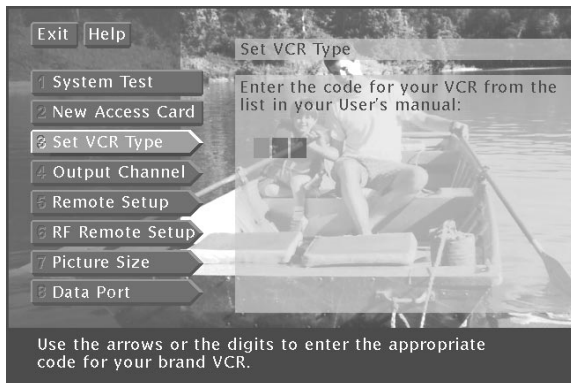 Exit Help
Set VCR Type
1 System Test
2 New Access Card
3 Set VCR Type
4 Output Channel
5 Remote Setup
6 RF Remote Setup
7 Picture Size
8 Data Port
Enter the code for your VCR from the
list in your User's manual:
Use the arrows or the digits to enter the appropriate
code for your brand VCR.